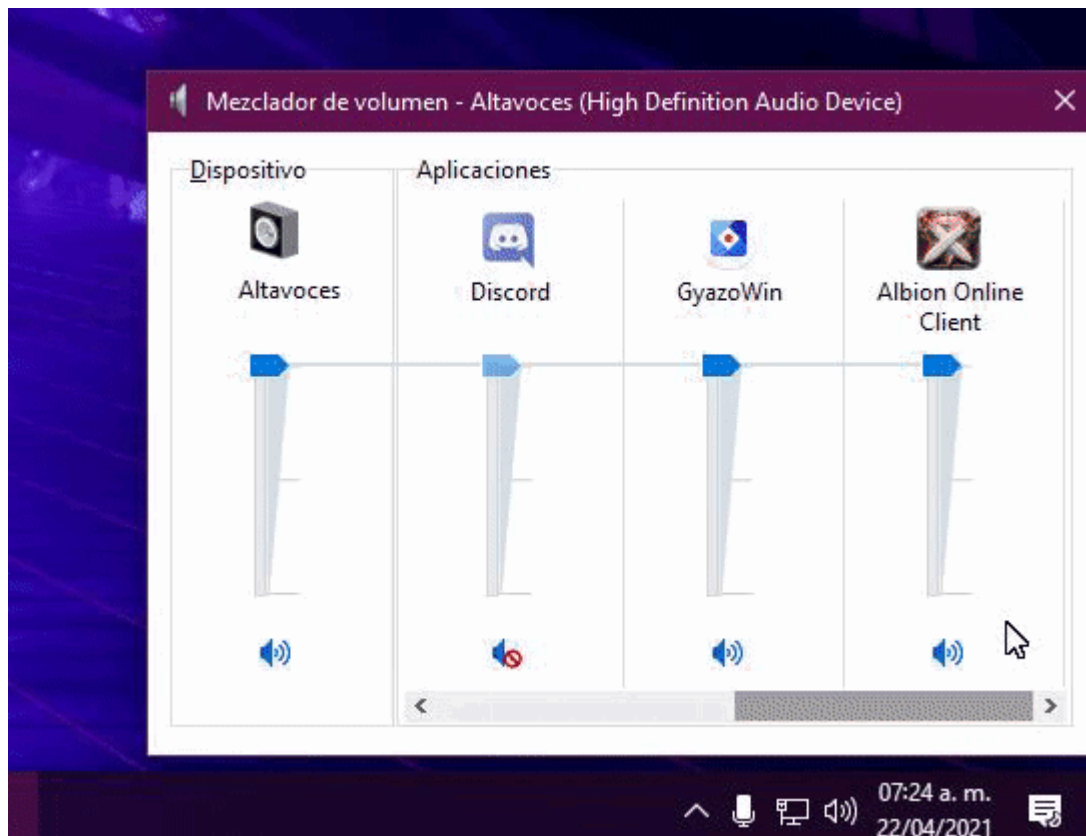 Mezclador de volumen - Altavoces (High Definition Audio Device)
Dispositivo
Aplicaciones
Altavoces
Discord
GyazoWin
Albion Online
Client
07:24 a. m.
22/04/2021